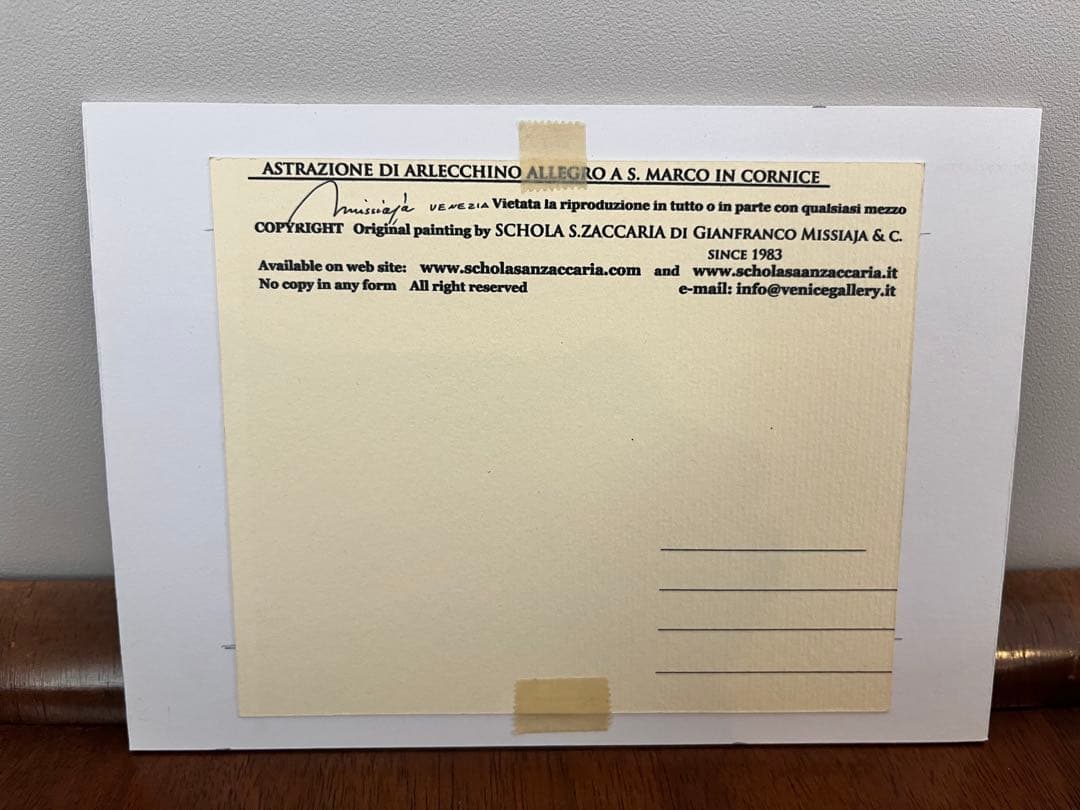 ASTRAZIONE DI ARLECCHINO ALLEGRO A S. MARCO IN CORNICE
Missiaja VENEZIA Vietata la riproduzione in tutto o in parte con qualsiasi mezzo
COPYRIGHT Original painting by SCHOLA S.ZACCARIA DI GIANFRANCO MISSIAJA & C.
SINCE 1983
Available on web site: www.scholasanzaccaria.com and www.scholasaanzaccaria.it
No copy in any form All right reserved e-mail: info@venicegallery.it